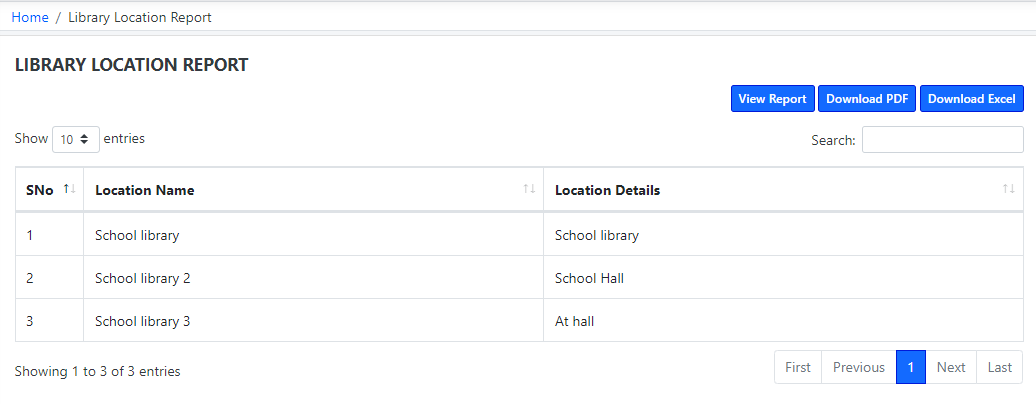 Home / Library Location Report
LIBRARY LOCATION REPORT
View Report Download PDF Download Excel
Show 10 entries Search:
SNo Location Name Location Details
1 School library School library
2 School library 2 School Hall
3 School library 3 At hall
Showing 1 to 3 of 3 entries First Previous 1 Next Last